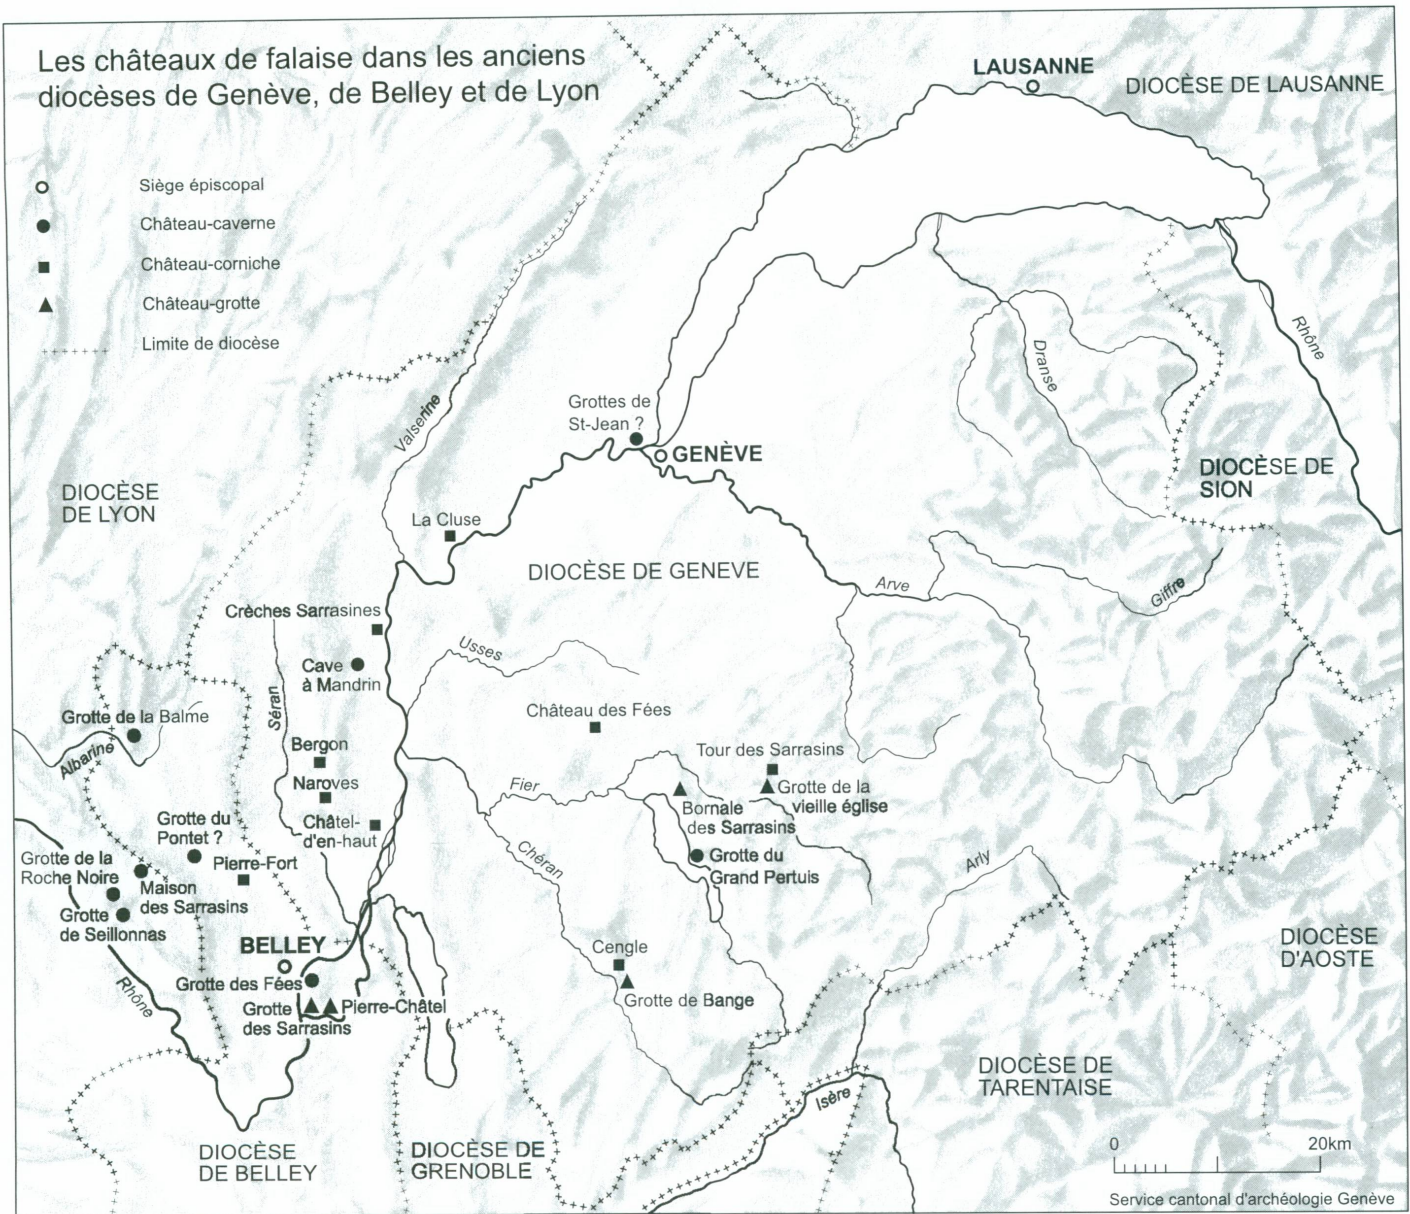 Les châteaux de falaise dans les anciens
diocèses de Genève, de Belley et de Lyon
Siège épiscopal
Château-caverne
Château-corniche
Château-grotte
Limite de diocèse
LAUSANNE
DIOCÈSE DE LAUSANNE
Rhône
Dranse
Valserine
Grottes de
St-Jean ?
GENÈVE
DIOCÈSE DE
SION
DIOCÈSE
DE LYON
La Cluse
DIOCÈSE DE GENEVE
Arve
Giffre
Crèches Sarrasines
Usses
Cave
à Mandrin
Séran
Grotte de la Balme
Albarine
Château des Fées
Bergon
Tour des Sarrasins
Naroves
Fier
Grotte de la
vieille église
Bornale
des Sarrasins
Châtel-
d'en-haut
Grotte du
Pontet ?
Chéran
Grotte du
Grand Pertuis
Arly
Grotte de la
Roche Noire
Pierre-Fort
Maison
des Sarrasins
Grotte
de Seillonnas
BELLEY
Cengle
DIOCÈSE
D'AOSTE
Grotte des Fées
Rhône
Grotte
des Sarrasins
Pierre-Châtel
Grotte de Bange
DIOCÈSE DE
TARENTAISE
Isère
DIOCÈSE
DE BELLEY
DIOCÈSE DE
GRENOBLE
0 20km
Service cantonal d'archéologie Genève